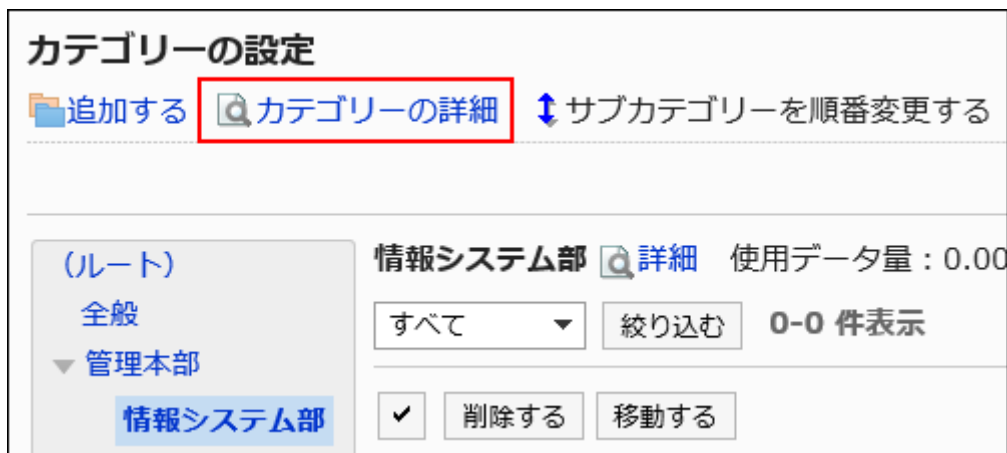 カテゴリーの設定
追加する カテゴリーの詳細 サブカテゴリーを順番変更する
(ルート)
全般
管理本部
情報システム部
情報システム部 詳細 使用データ量 : 0.00
すべて 絞り込む 0-0 件表示
削除する 移動する